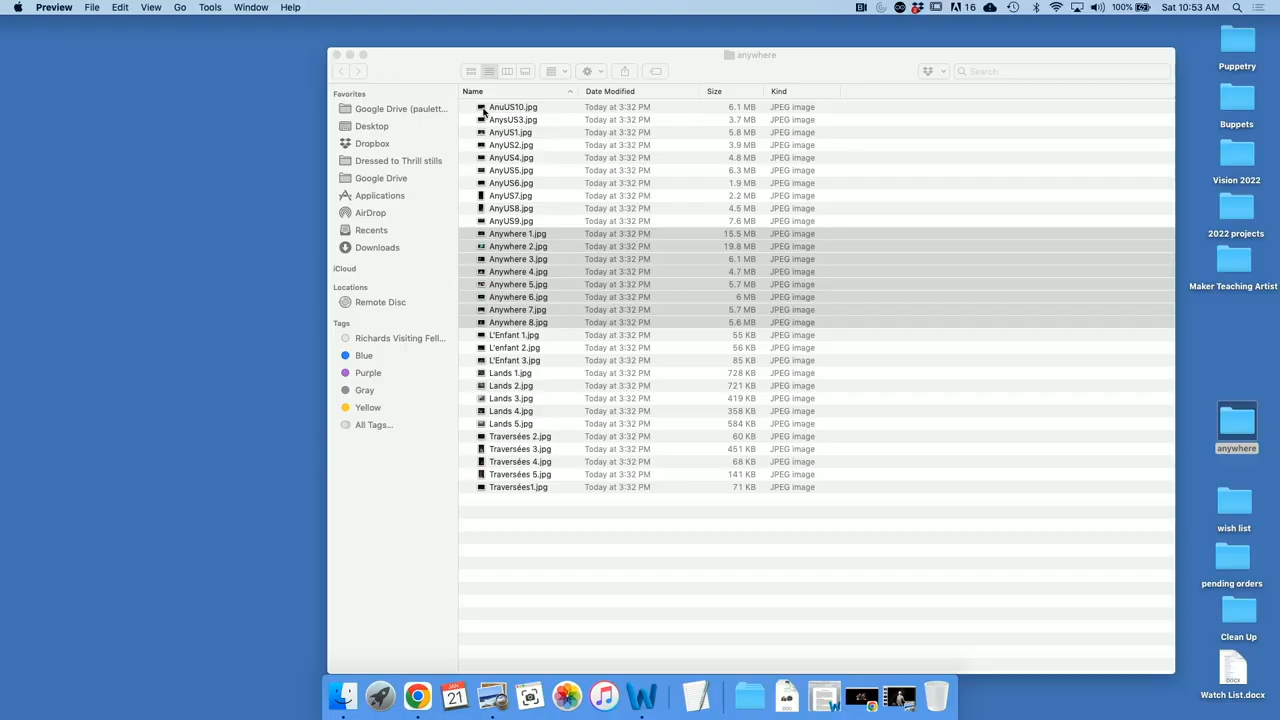 Preview File Edit View Go Tools Window Help
16 100% Sat 10:53 AM
anywhere
Search
Favorites
Google Drive (paulett...
Desktop
Dropbox
Dressed to Thrill stills
Google Drive
Applications
AirDrop
Recents
Downloads
iCloud
Locations
Remote Disc
Tags
Richards Visiting Fell...
Blue
Purple
Gray
Yellow
All Tags...
Name Date Modified Size Kind
AnuUS10.jpg Today at 3:32 PM 6.1 MB JPEG image
AnysUS3.jpg Today at 3:32 PM 3.7 MB JPEG image
AnyUS1.jpg Today at 3:32 PM 5.8 MB JPEG image
AnyUS2.jpg Today at 3:32 PM 3.9 MB JPEG image
AnyUS4.jpg Today at 3:32 PM 4.8 MB JPEG image
AnyUS5.jpg Today at 3:32 PM 6.3 MB JPEG image
AnyUS6.jpg Today at 3:32 PM 1.9 MB JPEG image
AnyUS7.jpg Today at 3:32 PM 2.2 MB JPEG image
AnyUS8.jpg Today at 3:32 PM 4.5 MB JPEG image
AnyUS9.jpg Today at 3:32 PM 7.6 MB JPEG image
Anywhere 1.jpg Today at 3:32 PM 15.5 MB JPEG image
Anywhere 2.jpg Today at 3:32 PM 19.8 MB JPEG image
Anywhere 3.jpg Today at 3:32 PM 6.1 MB JPEG image
Anywhere 4.jpg Today at 3:32 PM 4.7 MB JPEG image
Anywhere 5.jpg Today at 3:32 PM 5.7 MB JPEG image
Anywhere 6.jpg Today at 3:32 PM 6 MB JPEG image
Anywhere 7.jpg Today at 3:32 PM 5.7 MB JPEG image
Anywhere 8.jpg Today at 3:32 PM 5.6 MB JPEG image
L'Enfant 1.jpg Today at 3:32 PM 55 KB JPEG image
L'enfant 2.jpg Today at 3:32 PM 56 KB JPEG image
L'Enfant 3.jpg Today at 3:32 PM 85 KB JPEG image
Lands 1.jpg Today at 3:32 PM 728 KB JPEG image
Lands 2.jpg Today at 3:32 PM 721 KB JPEG image
Lands 3.jpg Today at 3:32 PM 419 KB JPEG image
Lands 4.jpg Today at 3:32 PM 358 KB JPEG image
Lands 5.jpg Today at 3:32 PM 584 KB JPEG image
Traversées 2.jpg Today at 3:32 PM 60 KB JPEG image
Traversées 3.jpg Today at 3:32 PM 451 KB JPEG image
Traversées 4.jpg Today at 3:32 PM 68 KB JPEG image
Traversées 5.jpg Today at 3:32 PM 141 KB JPEG image
Traversées1.jpg Today at 3:32 PM 71 KB JPEG image
Puppetry
Buppets
Vision 2022
2022 projects
Maker Teaching Artist
anywhere
wish list
pending orders
Clean Up
DOCX
Watch List.docx
JAN
21